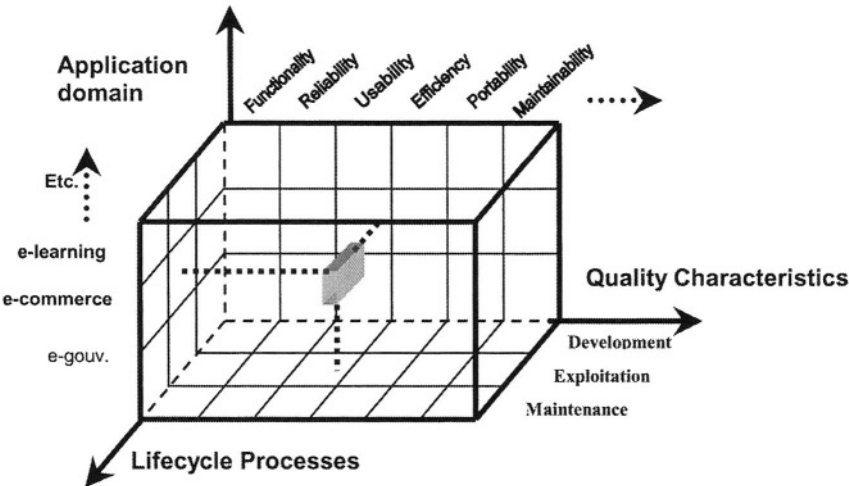 Application
domain
Functionality
Reliability
Usability
Efficiency
Portability
Maintainability
Etc.
e-learning
e-commerce
e-gouv.
Quality Characteristics
Development
Exploitation
Maintenance
Lifecycle Processes